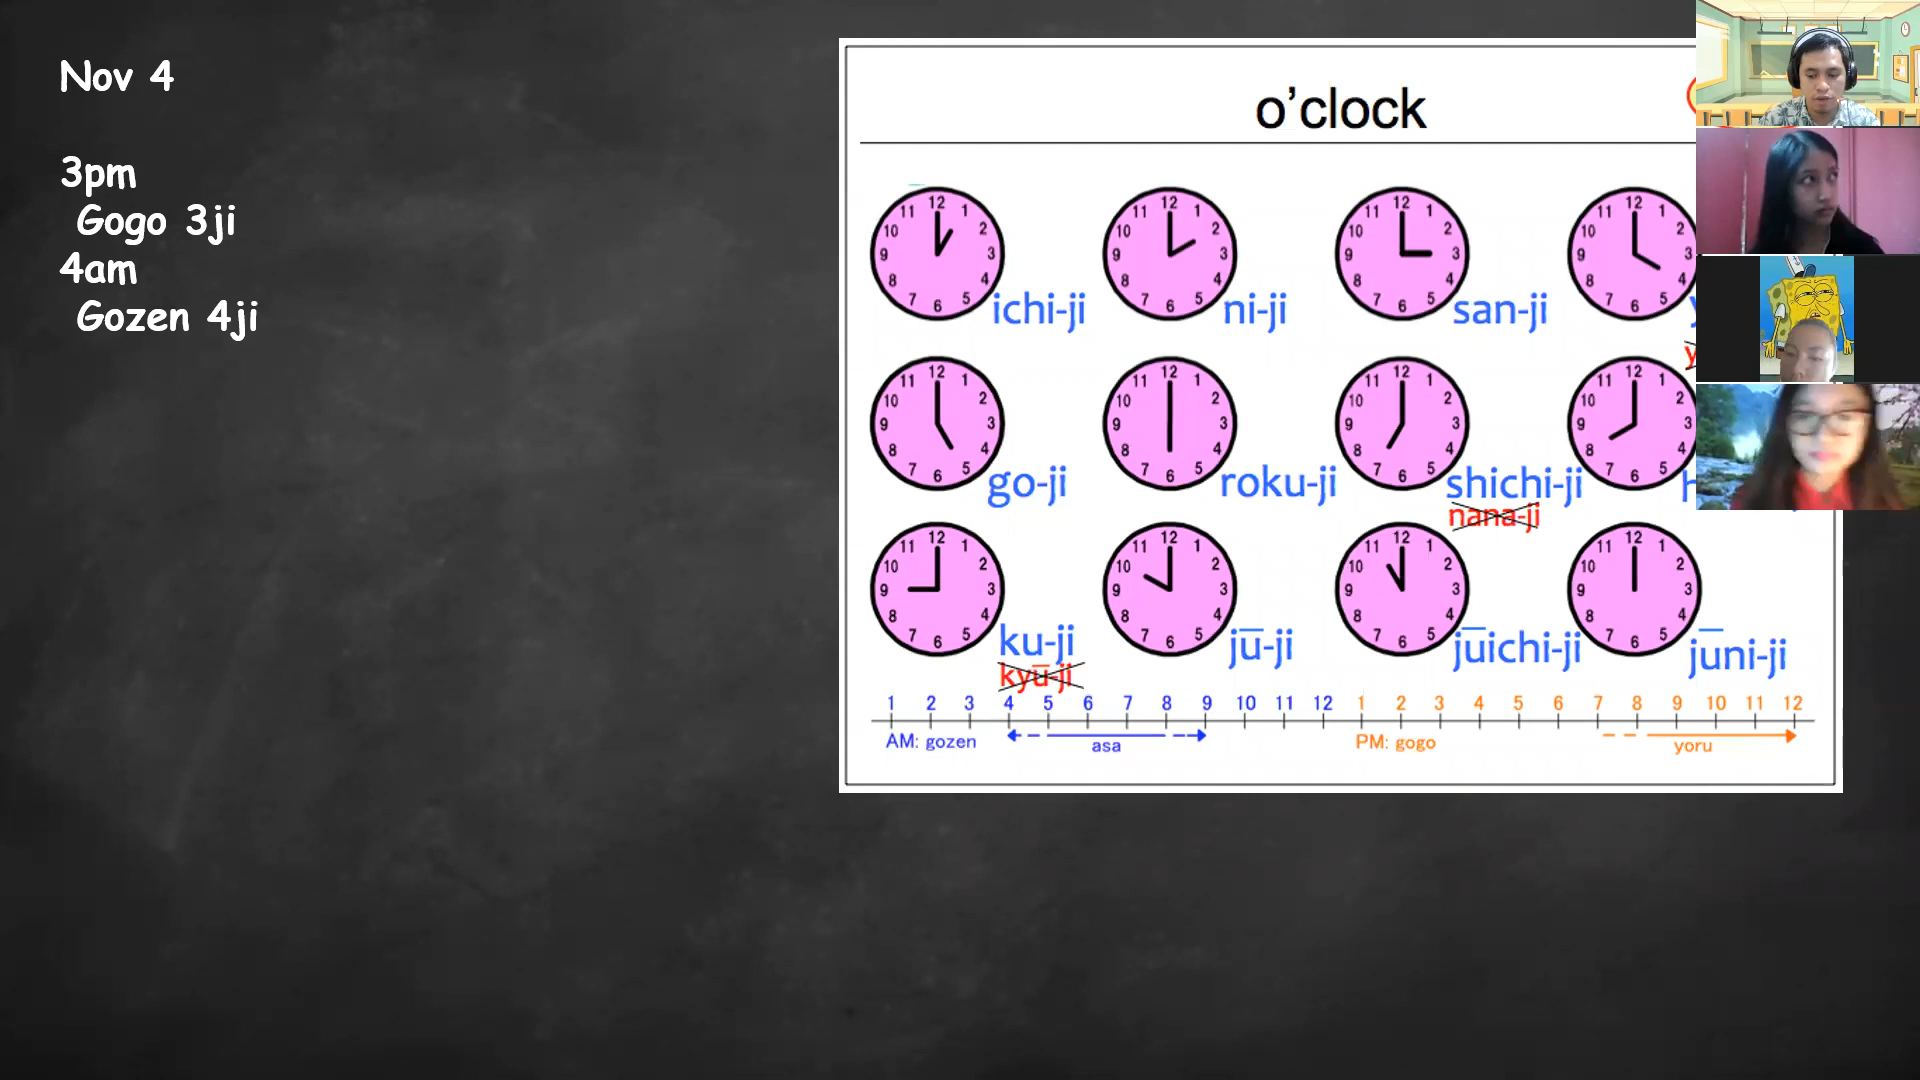 Nov 4
3pm
Gogo 3ji
4am
Gozen 4ji
o'clock
ichi-ji
ni-ji
san-ji
go-ji
roku-ji
shichi-ji
nana-ji
ku-ji
kyū-ji
jū-ji
jūichi-ji
jūni-ji
1 2 3 4 5 6 7 8 9 10 11 12 1 2 3 4 5 6 7 8 9 10 11 12
AM: gozen asa PM: gogo yoru